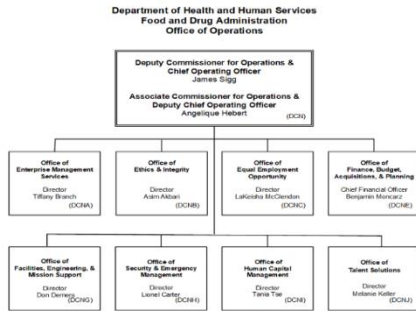 Department of Health and Human Services
Food and Drug Administration
Office of Operations
Deputy Commissioner for Operations &
Chief Operating Officer
James Sigg
Associate Commissioner for Operations &
Deputy Chief Operating Officer
Angelique Hebert
(DCN)
Office of
Enterprise Management
Services
Director
Tiffany Branch
(DCNA)
Office of
Ethics & Integrity
Director
Asim Akbari
(DCNB)
Office of
Equal Employment
Opportunity
Director
LaKeisha McClendon
(DCNC)
Office of
Finance, Budget,
Acquisitions, & Planning
Chief Financial Officer
Benjamin Moncarz
(DCNE)
Office of
Facilities, Engineering, &
Mission Support
Director
Don Demers
(DCNG)
Office of
Security & Emergency
Management
Director
Lionel Carter
(DCNH)
Office of
Human Capital
Management
Director
Tania Tse
(DCNI)
Office of
Talent Solutions
Director
Melanie Keller
(DCNJ)